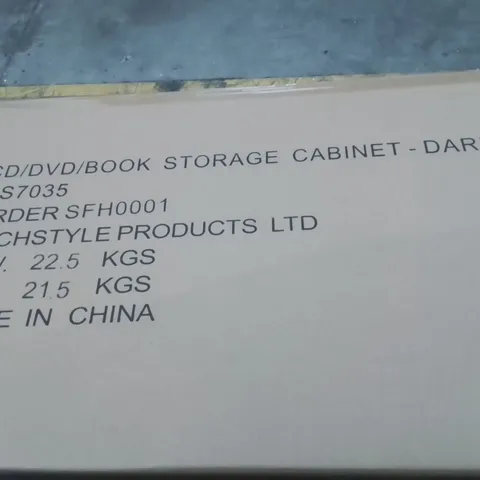 CD/DVD/BOOK STORAGE CABINET - DAR
S7035
RDER SFH0001
CHSTYLE PRODUCTS LTD
. 22.5 KGS
21.5 KGS
E IN CHINA